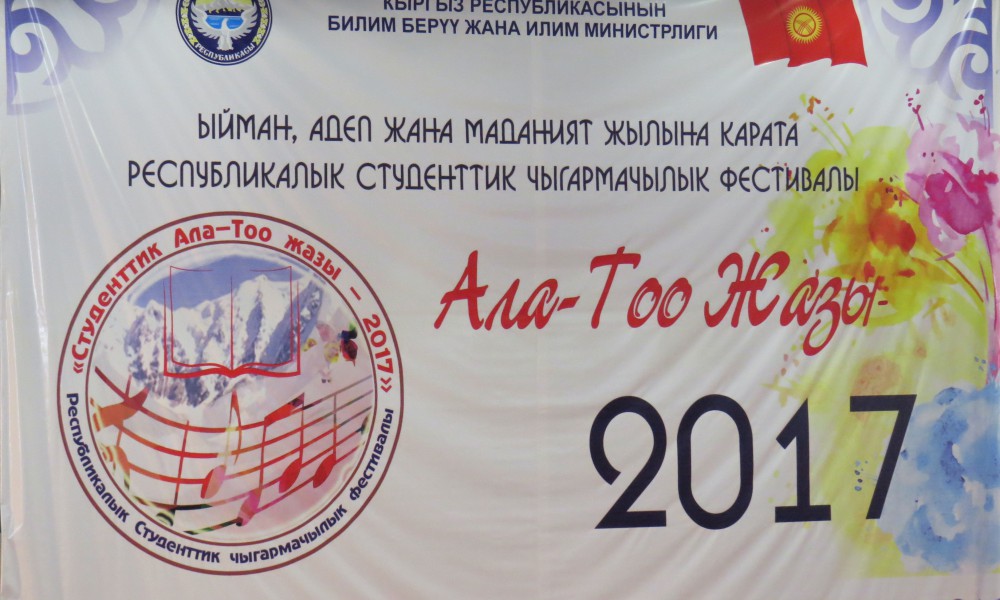 КЫРГЫЗ РЕСПУБЛИКАСЫНЫН
БИЛИМ БЕРҮҮ ЖАНА ИЛИМ МИНИСТРЛИГИ
РЕСПУБЛИКАСЫ
ЫЙМАН, АДЕП ЖАНА МАДАНИЯТ ЖЫЛЫНА КАРАТА
РЕСПУБЛИКАЛЫК СТУДЕНТТИК ЧЫГАРМАЧЫЛЫК ФЕСТИВАЛЫ
«Студенттик Ала-Тоо жазы – 2017»
Республикалык Студенттик чыгармачылык фестивалы
Ала-Тоо Жазы-
2017